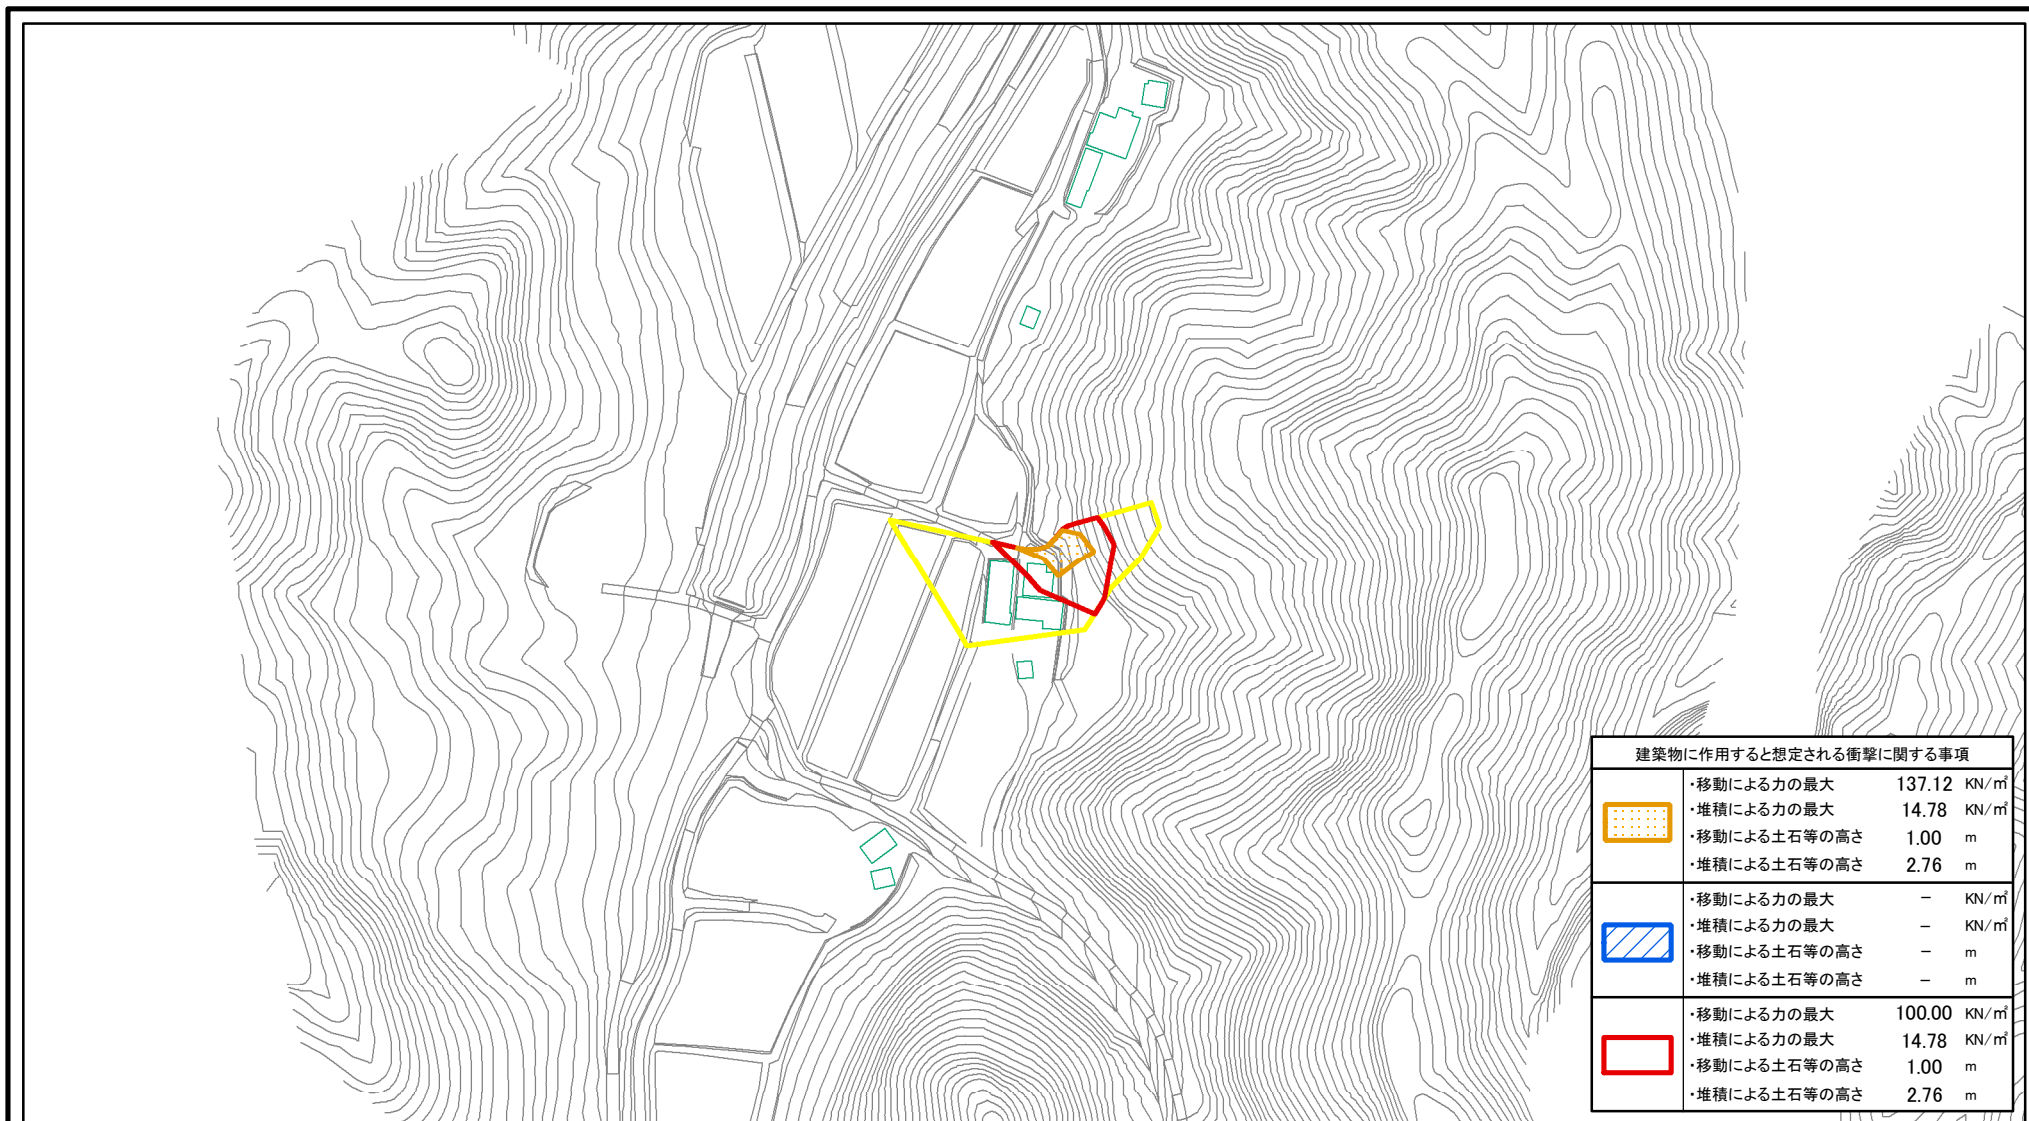 建築物に作用すると想定される衝撃に関する事項
・移動による力の最大 137.12 KN/㎡
・堆積による力の最大 14.78 KN/㎡
・移動による土石等の高さ 1.00 m
・堆積による土石等の高さ 2.76 m
・移動による力の最大 − KN/㎡
・堆積による力の最大 − KN/㎡
・移動による土石等の高さ − m
・堆積による土石等の高さ − m
・移動による力の最大 100.00 KN/㎡
・堆積による力の最大 14.78 KN/㎡
・移動による土石等の高さ 1.00 m
・堆積による土石等の高さ 2.76 m